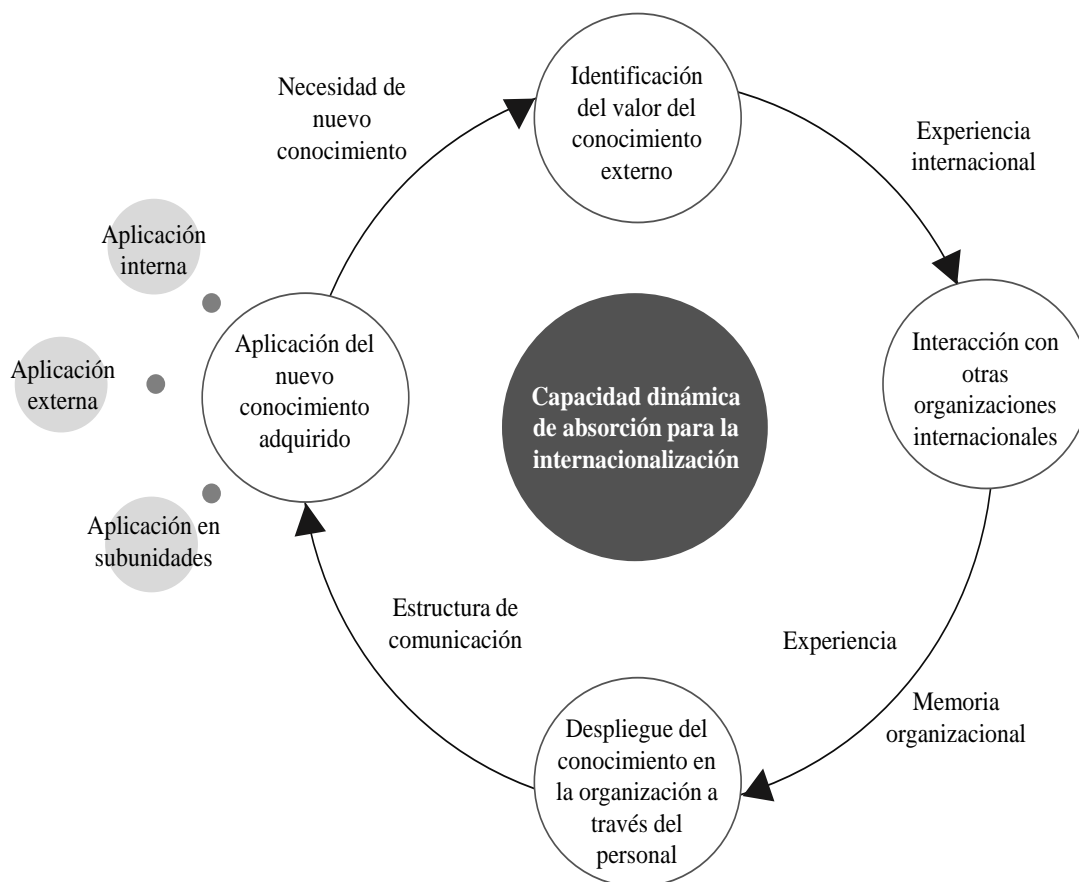 Identificación
del valor del
conocimiento
externo
Necesidad de
nuevo
conocimiento
Experiencia
internacional
Aplicación
interna
Aplicación
externa
Aplicación en
subunidades
Aplicación del
nuevo
conocimiento
adquirido
Capacidad dinámica
de absorción para la
internacionalización
Interacción con
otras
organizaciones
internacionales
Estructura de
comunicación
Experiencia
Memoria
organizacional
Despliegue del
conocimiento en
la organización a
través del
personal